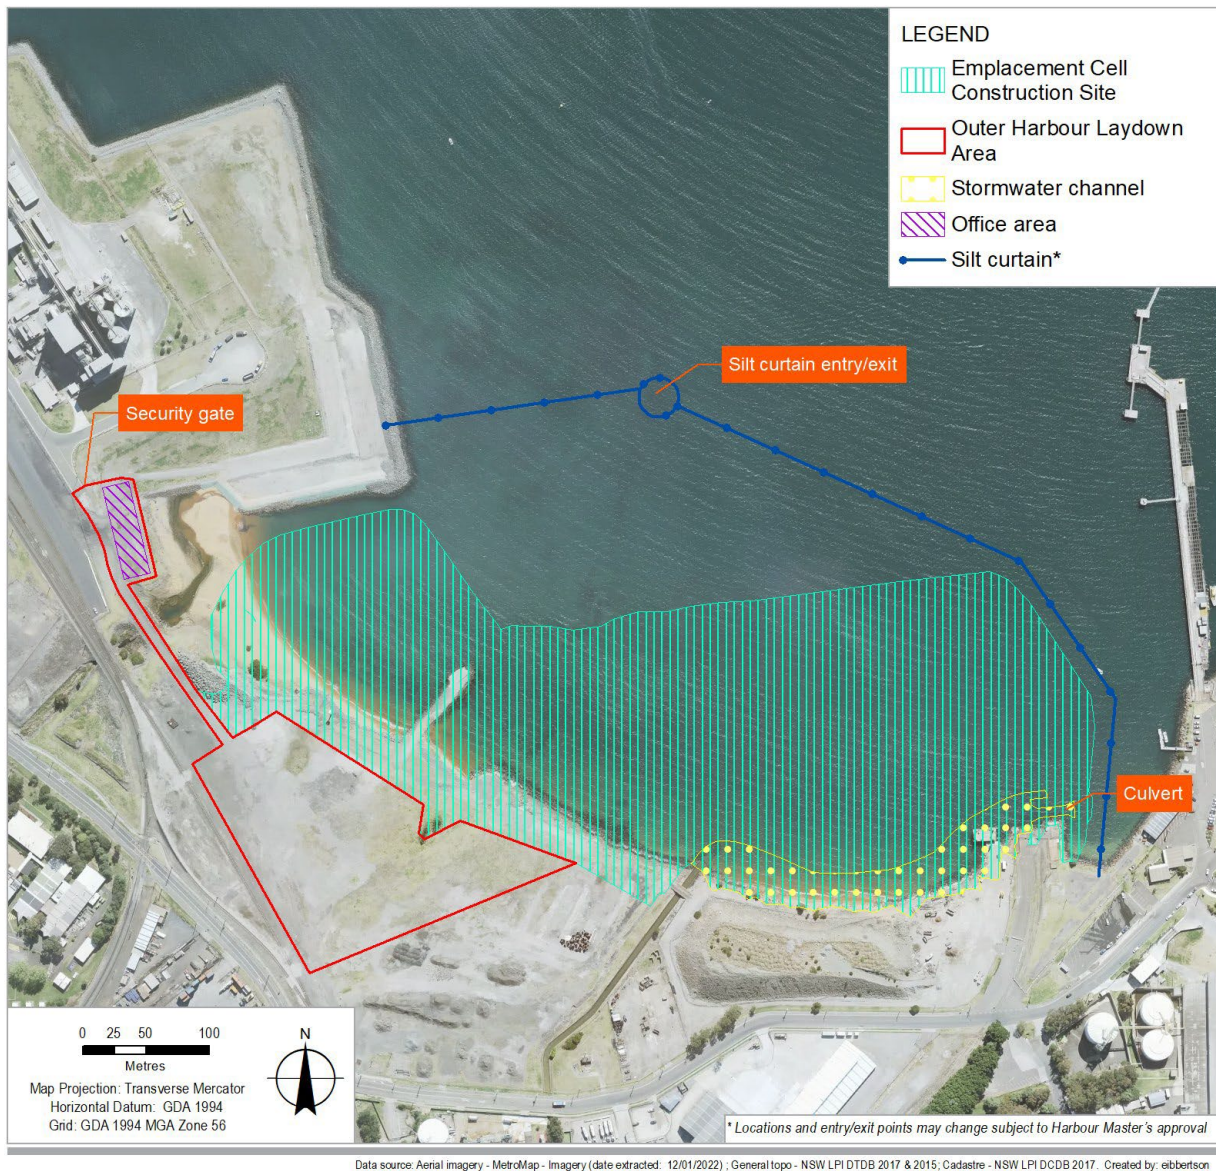 LEGEND
Emplacement Cell
Construction Site
Outer Harbour Laydown
Area
Stormwater channel
Office area
Silt curtain*
Silt curtain entry/exit
Security gate
Culvert
0 25 50 100
Metres
Map Projection: Transverse Mercator
Horizontal Datum: GDA 1994
Grid: GDA 1994 MGA Zone 56
N
* Locations and entry/exit points may change subject to Harbour Master's approval
Data source: Aerial imagery - MetroMap - Imagery (date extracted: 12/01/2022) ; General topo - NSW LPI DTDB 2017 & 2015; Cadastre - NSW LPI DCDB 2017. Created by: eibbertson